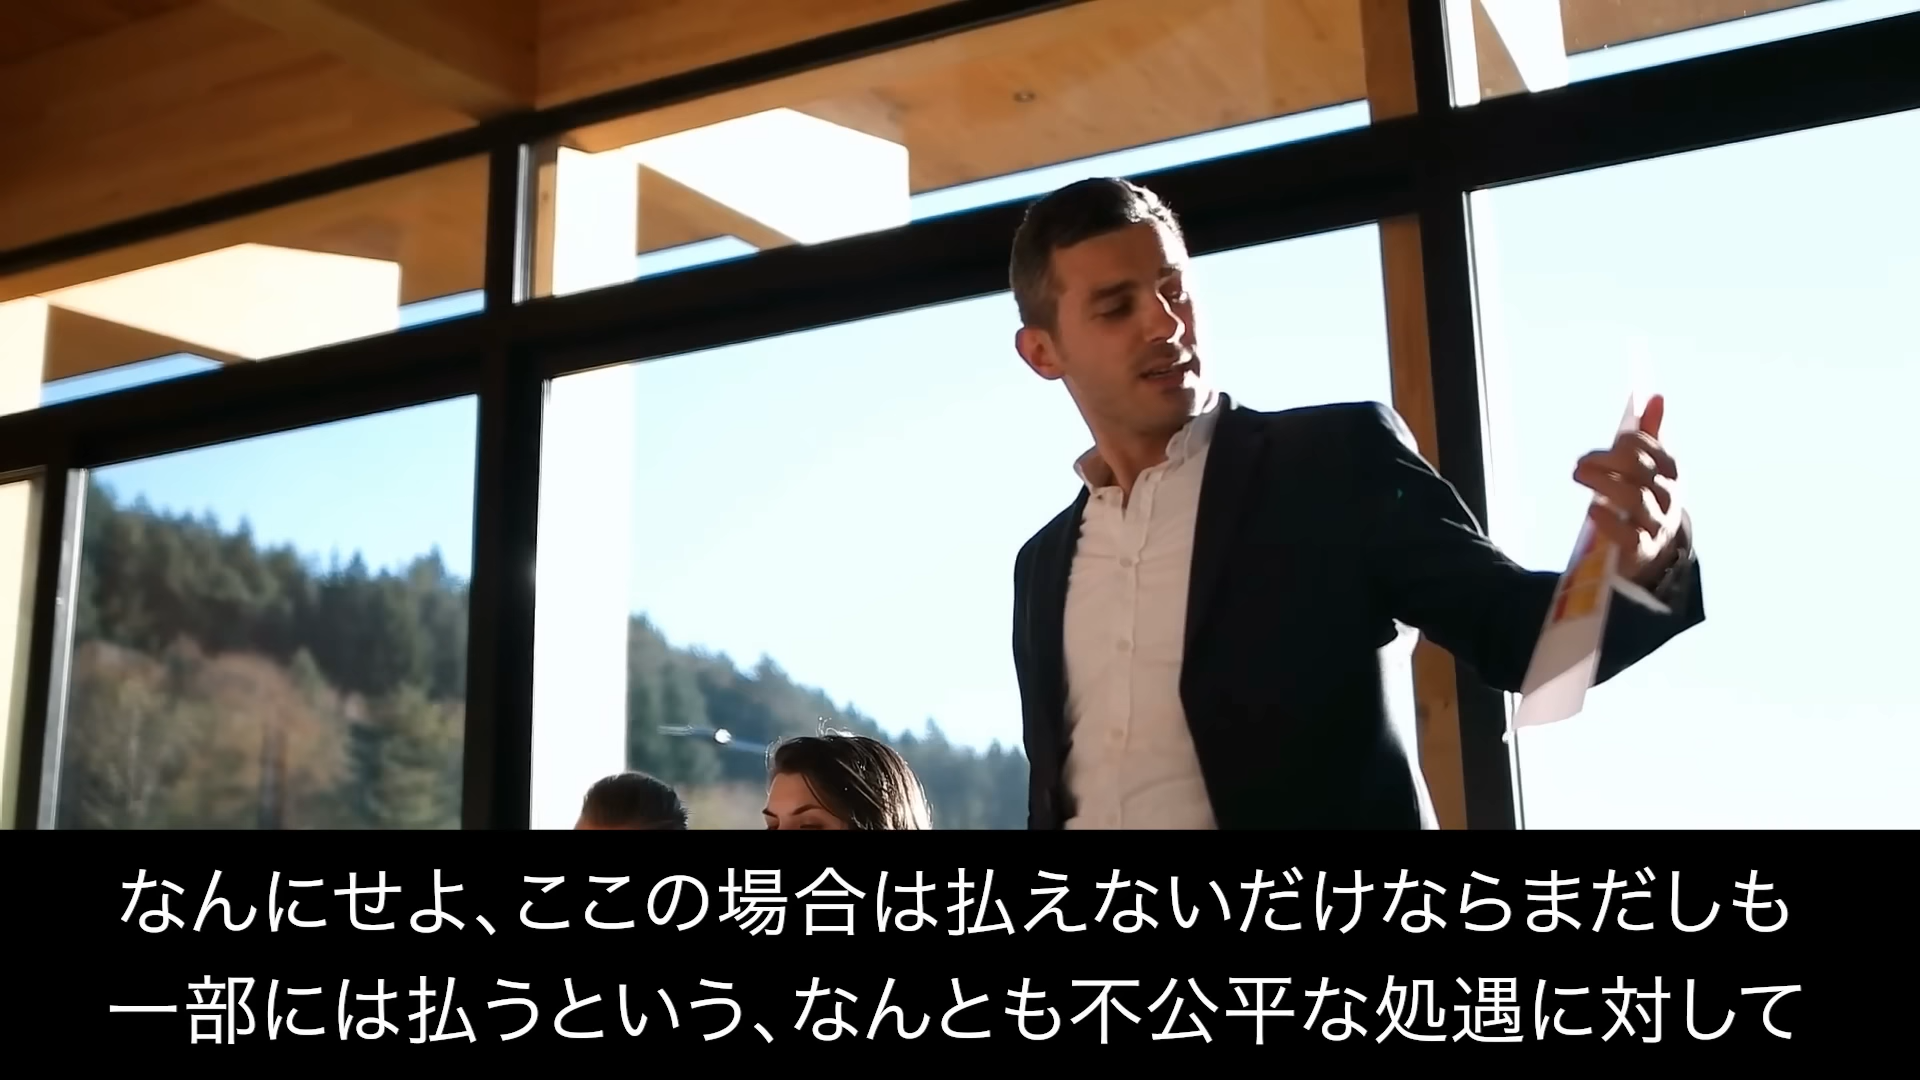 なんにせよ、ここの場合は払えないだけならまだしも
一部には払うという、なんとも不公平な処遇に対して